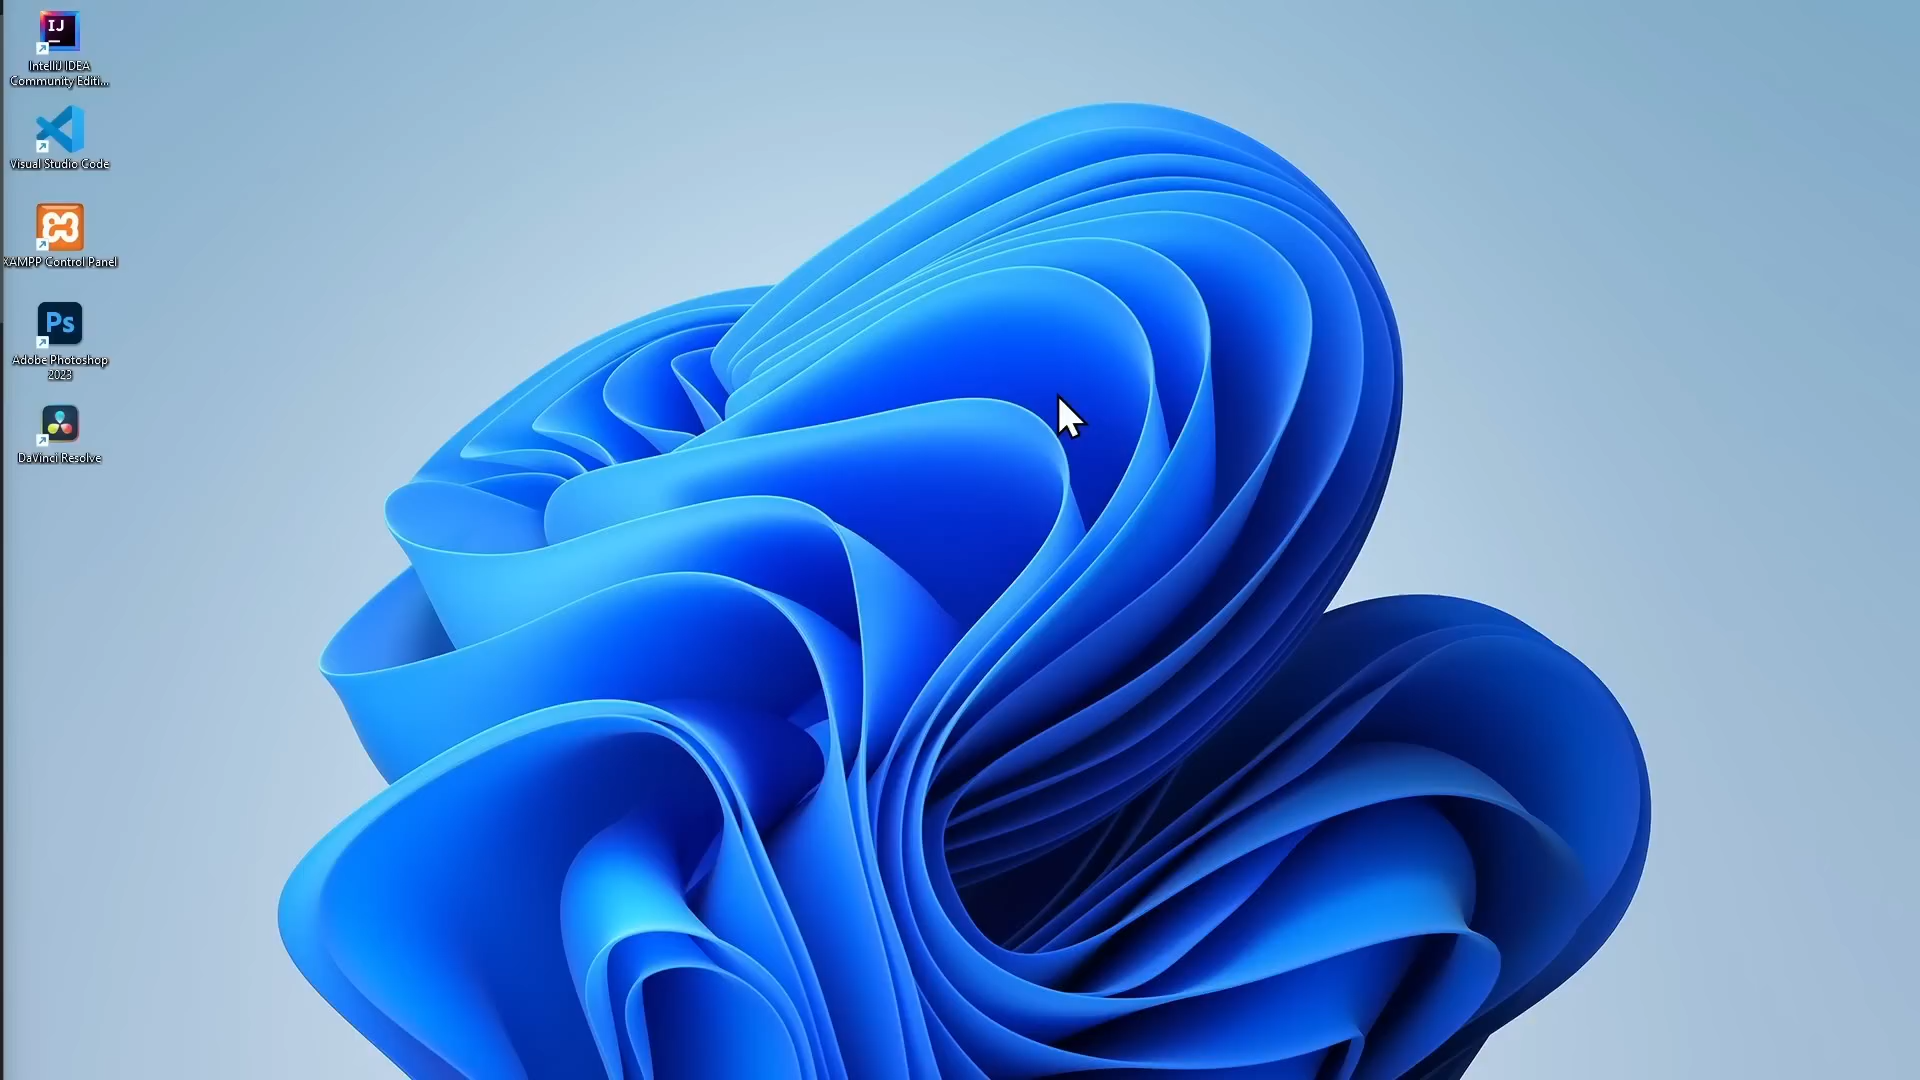 IJ
IntelliJ IDEA
Community Editi...
Visual Studio Code
XAMPP Control Panel
Ps
Adobe Photoshop
2023
DaVinci Resolve